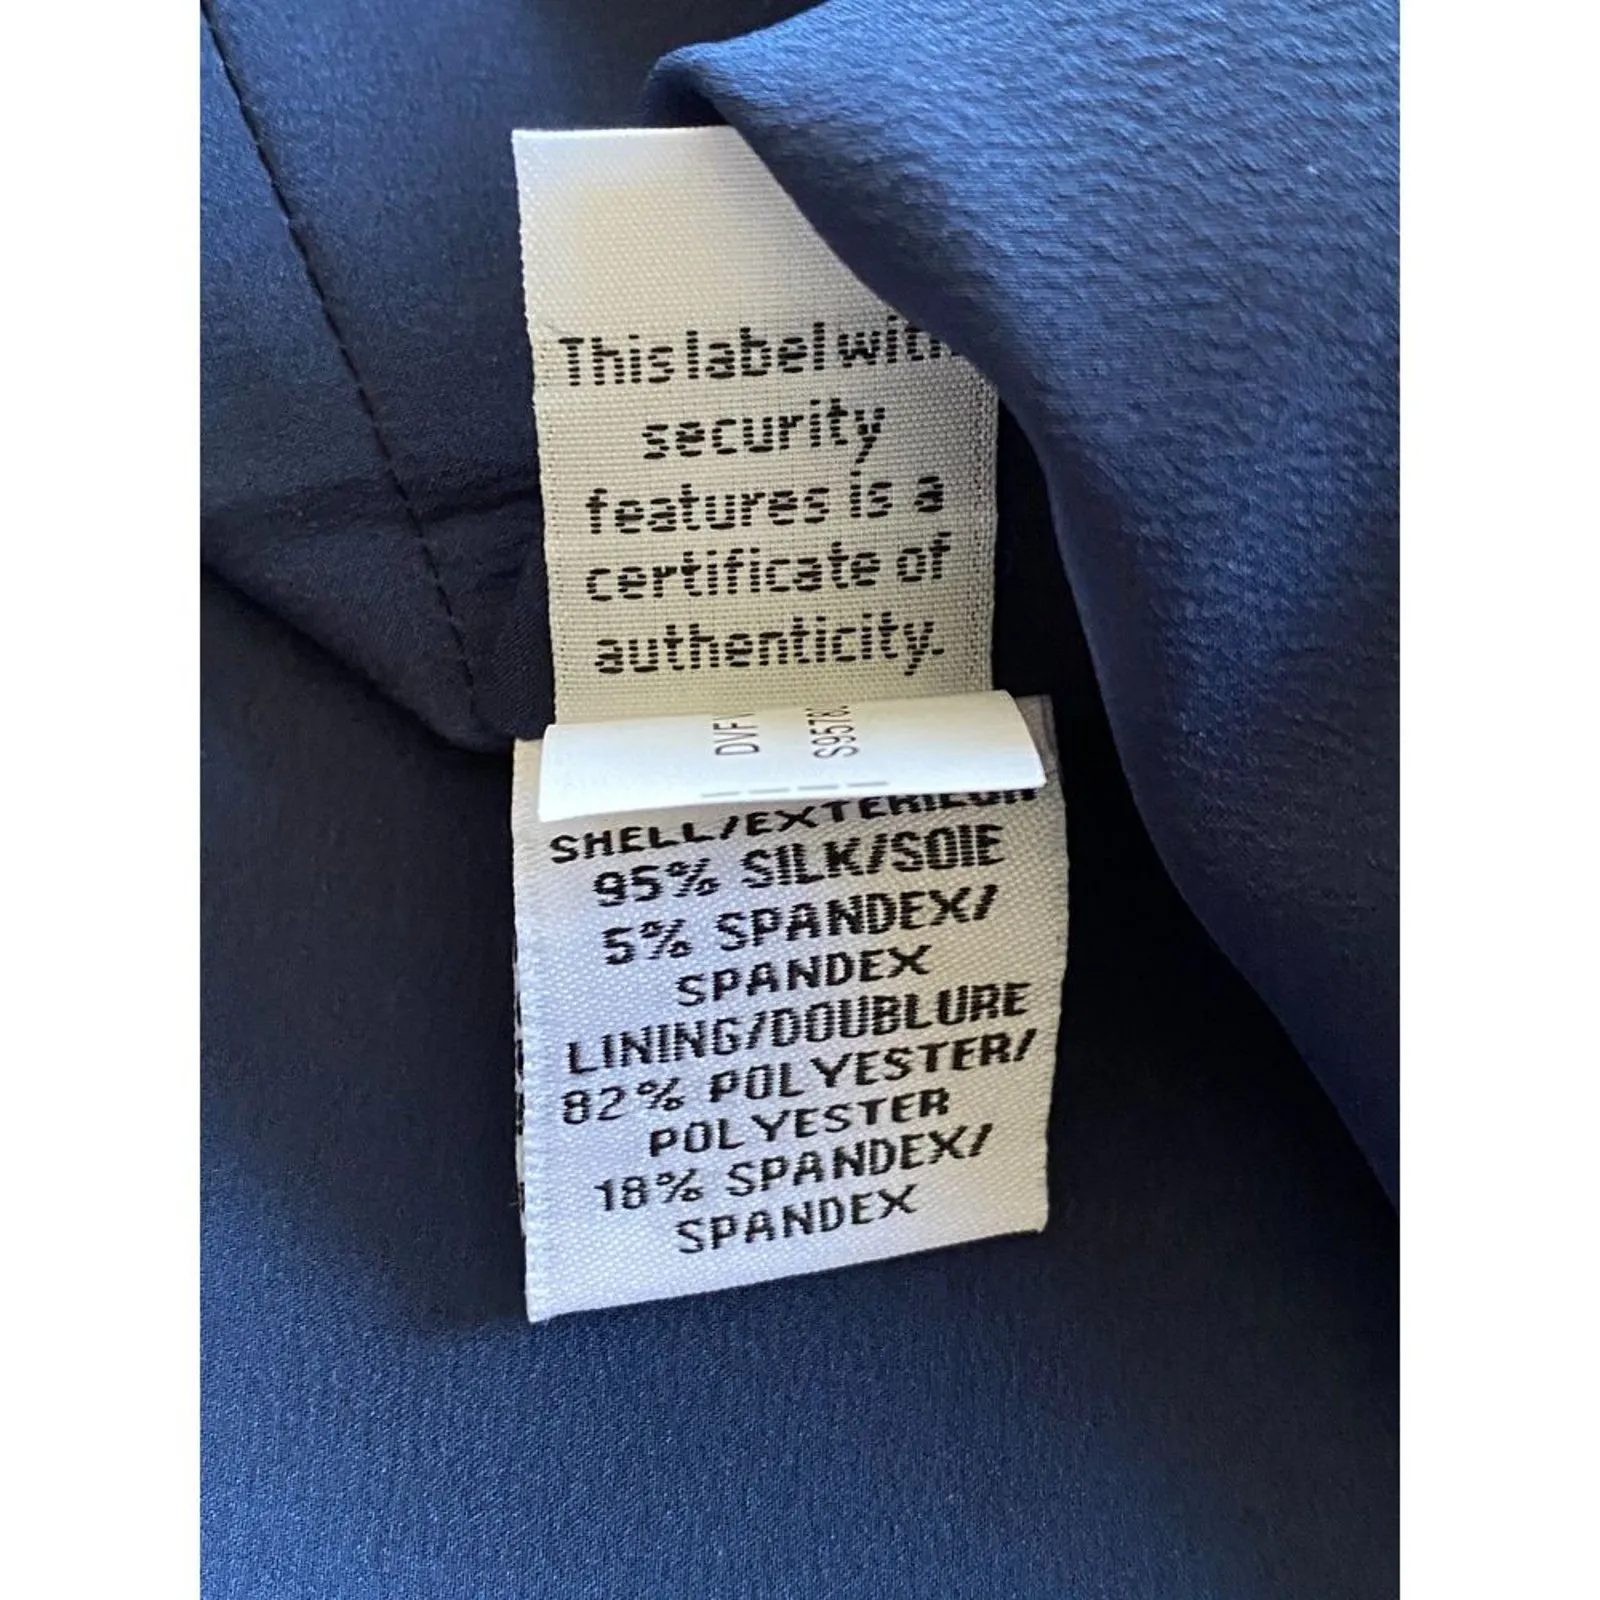 This label with
security
features is a
certificate of
authenticity.
DVF
S9578
SHELL/EXTERIEUR
95% SILK/SOIE
5% SPANDEX/
SPANDEX
LINING/DOUBLURE
82% POLYESTER/
POLYESTER
18% SPANDEX/
SPANDEX